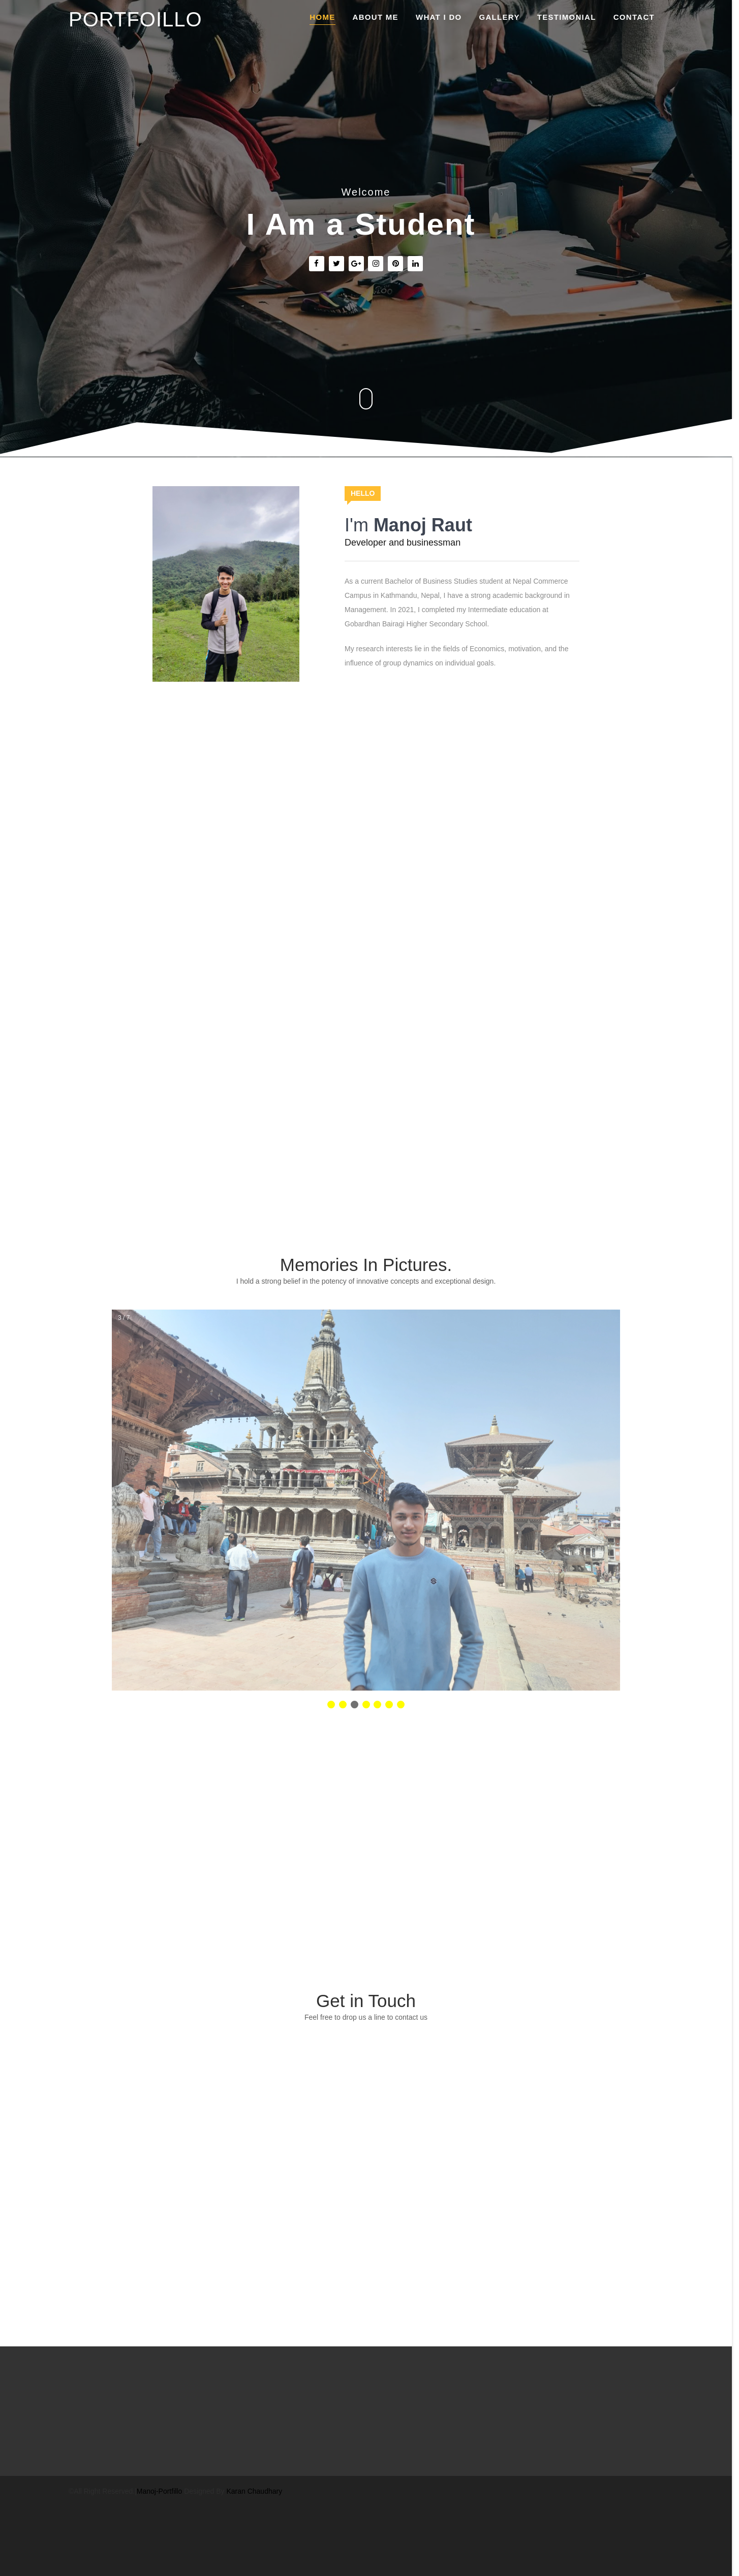 PORTFOILLO
HOME ABOUT ME WHAT I DO GALLERY TESTIMONIAL CONTACT
Welcome
I Am a Student
HELLO
I'm Manoj Raut
Developer and businessman
As a current Bachelor of Business Studies student at Nepal Commerce
Campus in Kathmandu, Nepal, I have a strong academic background in
Management. In 2021, I completed my Intermediate education at
Gobardhan Bairagi Higher Secondary School.
My research interests lie in the fields of Economics, motivation, and the
influence of group dynamics on individual goals.
Memories In Pictures.
I hold a strong belief in the potency of innovative concepts and exceptional design.
3 / 7
Get in Touch
Feel free to drop us a line to contact us
Manoj-Portfillo Karan Chaudhary